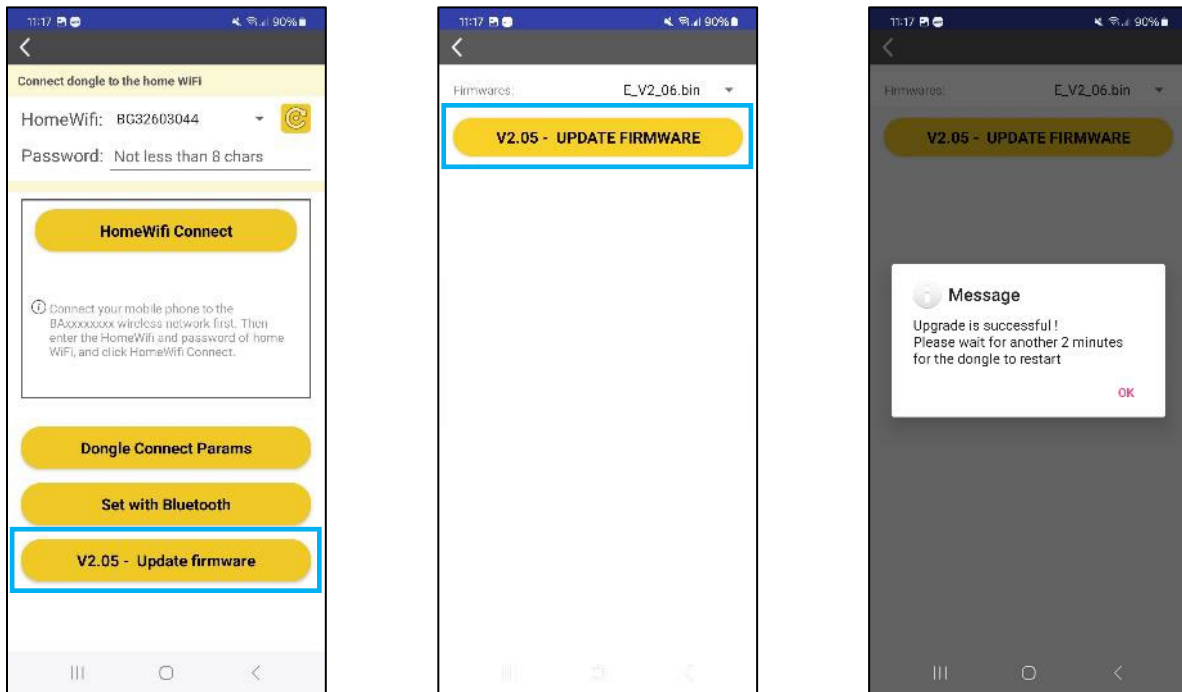 11:17 90%
Connect dongle to the home WiFi
HomeWifi: BG32603044
Password: Not less than 8 chars
HomeWifi Connect
Connect your mobile phone to the
BAxxxxxxxx wireless network first. Then
enter the HomeWifi and password of home
WiFi, and click HomeWifi Connect.
Dongle Connect Params
Set with Bluetooth
V2.05 - Update firmware
11:17 90%
Firmwares: E_V2_06.bin
V2.05 - UPDATE FIRMWARE
11:17 90%
Firmwares: E_V2_06.bin
V2.05 - UPDATE FIRMWARE
Message
Upgrade is successful !
Please wait for another 2 minutes
for the dongle to restart
OK